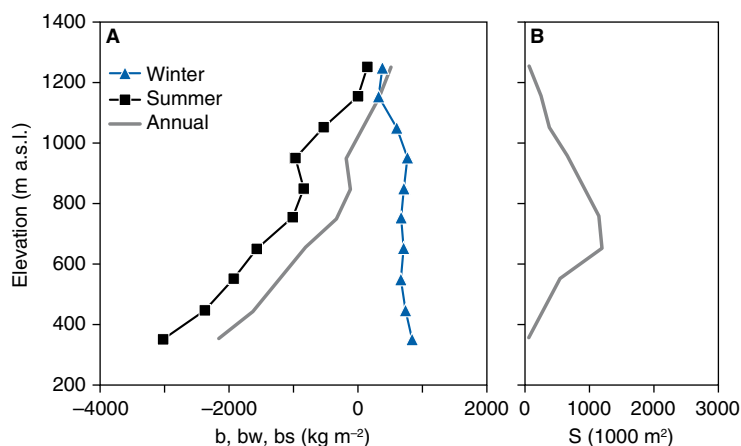 1400
A
B
Winter
1200
Summer
Annual
1000
Elevation (m a.s.l.)
800
600
400
200
–4000
–2000
0
2000
0
1000
2000
3000
b, bw, bs (kg m⁻²)
S (1000 m²)